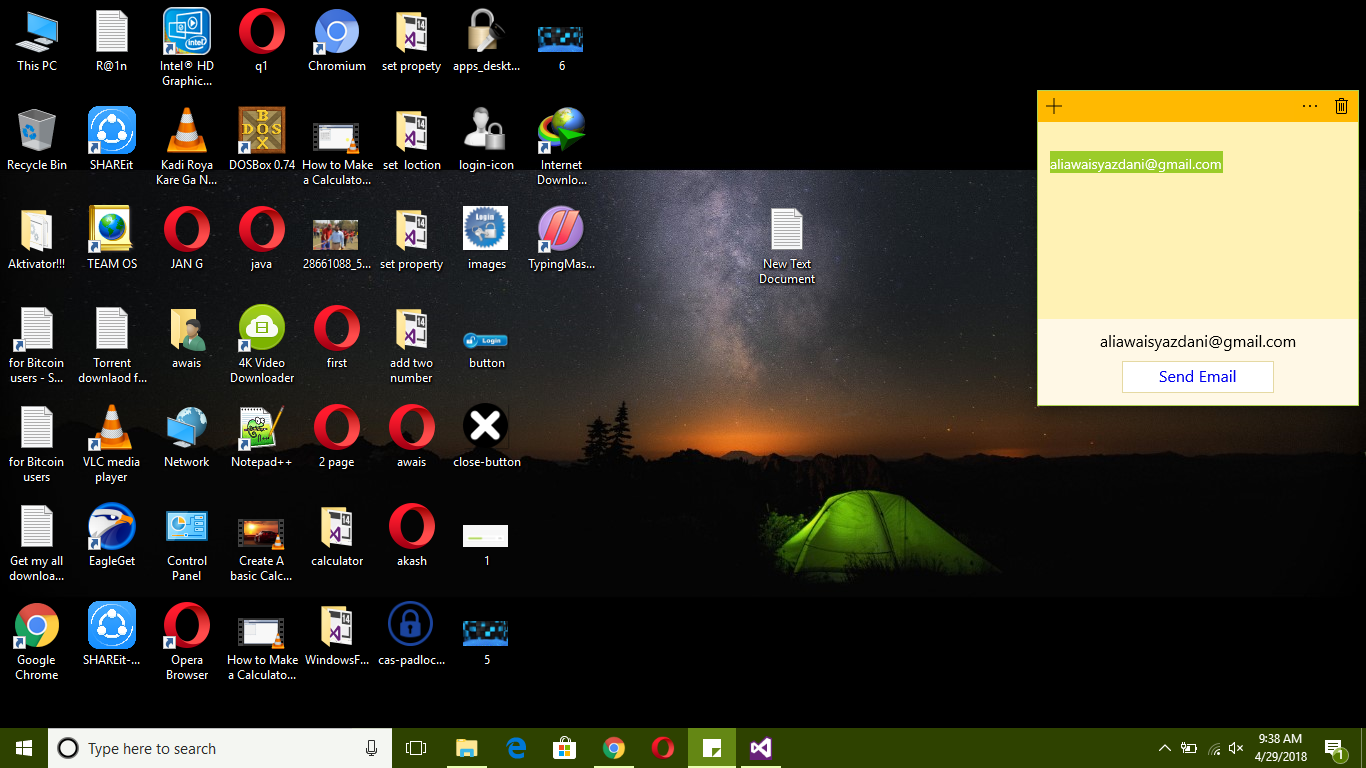 This PC
R@1n
Intel® HD
Graphic...
q1
Chromium
set propety
apps_deskt...
6
Recycle Bin
SHAREit
Kadi Roya
Kare Ga N...
DOSBox 0.74
How to Make
a Calculato...
set loction
login-icon
Internet
Downlo...
Aktivator!!!
TEAM OS
JAN G
java
28661088_5...
set property
Login
images
TypingMas...
New Text
Document
for Bitcoin
users - S...
Torrent
downlaod f...
awais
4K Video
Downloader
first
add two
number
Login
button
for Bitcoin
users
VLC media
player
Network
Notepad++
2 page
awais
close-button
Get my all
downloa...
EagleGet
Control
Panel
Create A
basic Calc...
calculator
akash
1
Google
Chrome
SHAREit-...
Opera
Browser
How to Make
a Calculato...
WindowsF...
cas-padloc...
5
aliawaisyazdani@gmail.com
aliawaisyazdani@gmail.com
Send Email
Type here to search
9:38 AM
4/29/2018
1